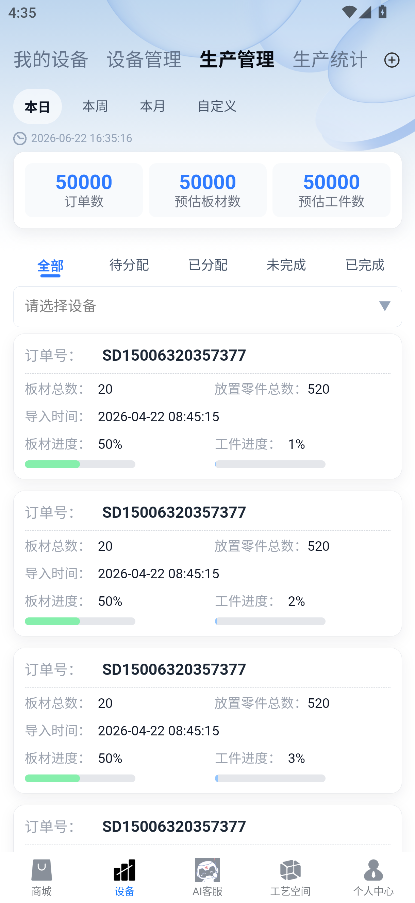 4:35
我的设备 设备管理 生产管理 生产统计
本日 本周 本月 自定义
2026-06-22 16:35:16
50000 50000 50000
订单数 预估板材数 预估工件数
全部 待分配 已分配 未完成 已完成
请选择设备
订单号： SD15006320357377
板材总数： 20 放置零件总数： 520
导入时间： 2026-04-22 08:45:15
板材进度： 50% 工件进度： 1%
订单号： SD15006320357377
板材总数： 20 放置零件总数： 520
导入时间： 2026-04-22 08:45:15
板材进度： 50% 工件进度： 2%
订单号： SD15006320357377
板材总数： 20 放置零件总数： 520
导入时间： 2026-04-22 08:45:15
板材进度： 50% 工件进度： 3%
订单号： SD15006320357377
商城 设备 AI客服 工艺空间 个人中心